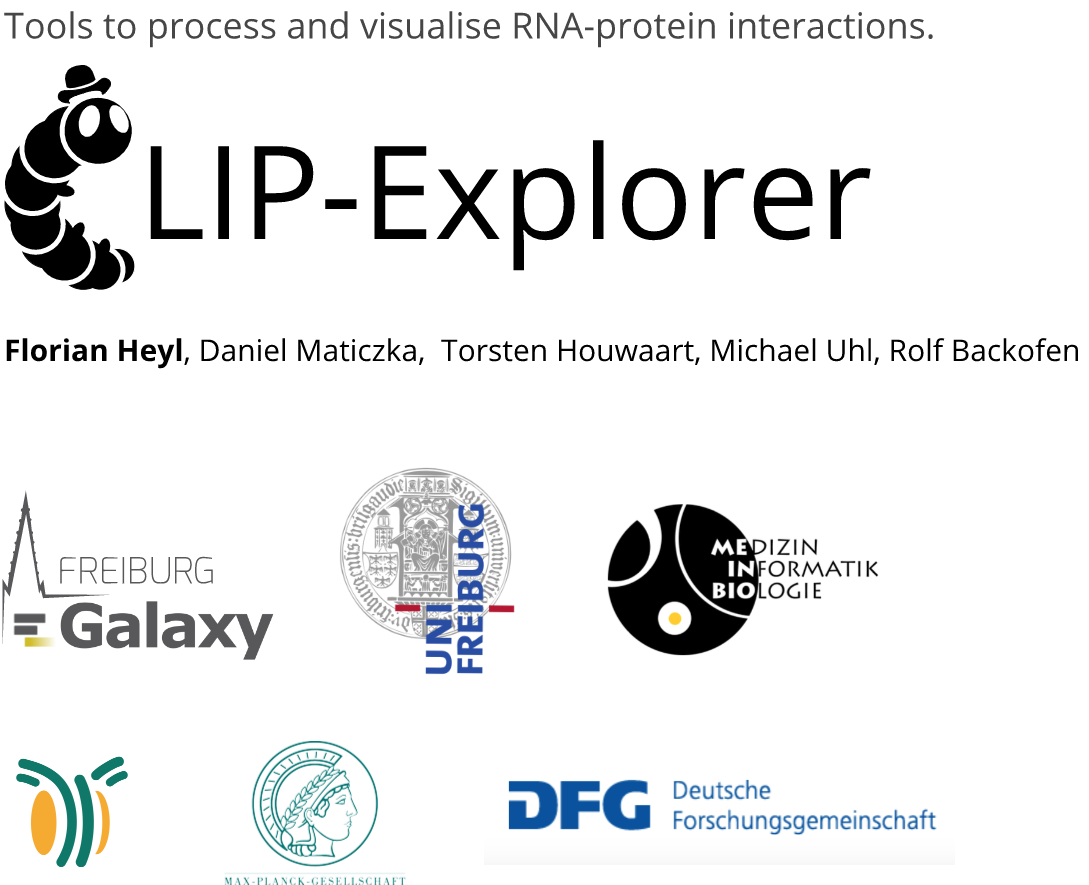 Tools to process and visualise RNA-protein interactions.
CLIP-Explorer
Florian Heyl, Daniel Maticzka, Torsten Houwaart, Michael Uhl, Rolf Backofen
FREIBURG
Galaxy
UNI
FREIBURG
MEDIZIN
INFORMATIK
BIOLOGIE
MAX-PLANCK-GESELLSCHAFT
DFG Deutsche
Forschungsgemeinschaft